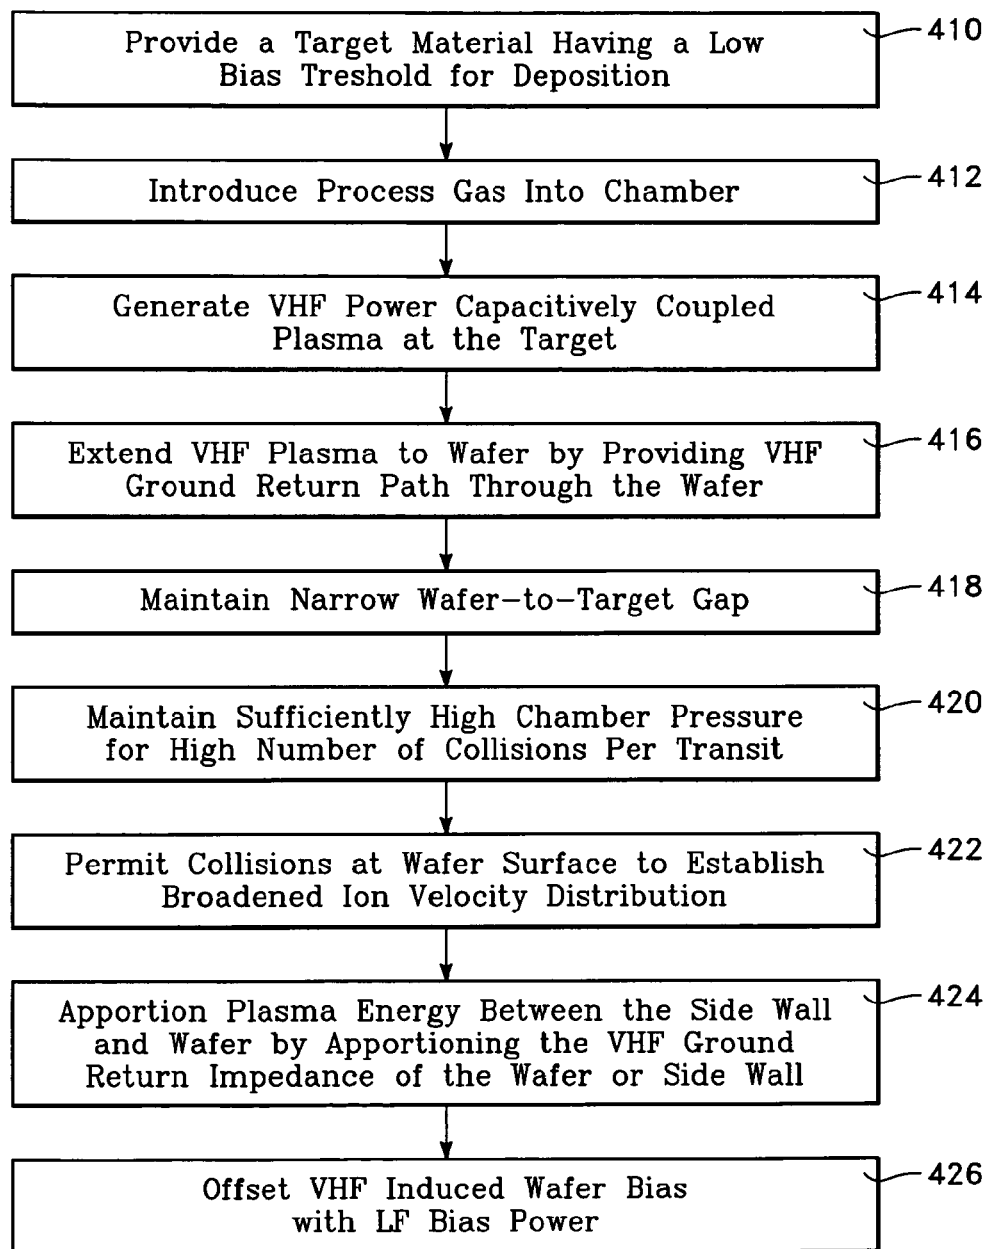 Provide a Target Material Having a Low
Bias Treshold for Deposition
410
Introduce Process Gas Into Chamber
412
Generate VHF Power Capacitively Coupled
Plasma at the Target
414
Extend VHF Plasma to Wafer by Providing VHF
Ground Return Path Through the Wafer
416
Maintain Narrow Wafer-to-Target Gap
418
Maintain Sufficiently High Chamber Pressure
for High Number of Collisions Per Transit
420
Permit Collisions at Wafer Surface to Establish
Broadened Ion Velocity Distribution
422
Apportion Plasma Energy Between the Side Wall
and Wafer by Apportioning the VHF Ground
Return Impedance of the Wafer or Side Wall
424
Offset VHF Induced Wafer Bias
with LF Bias Power
426